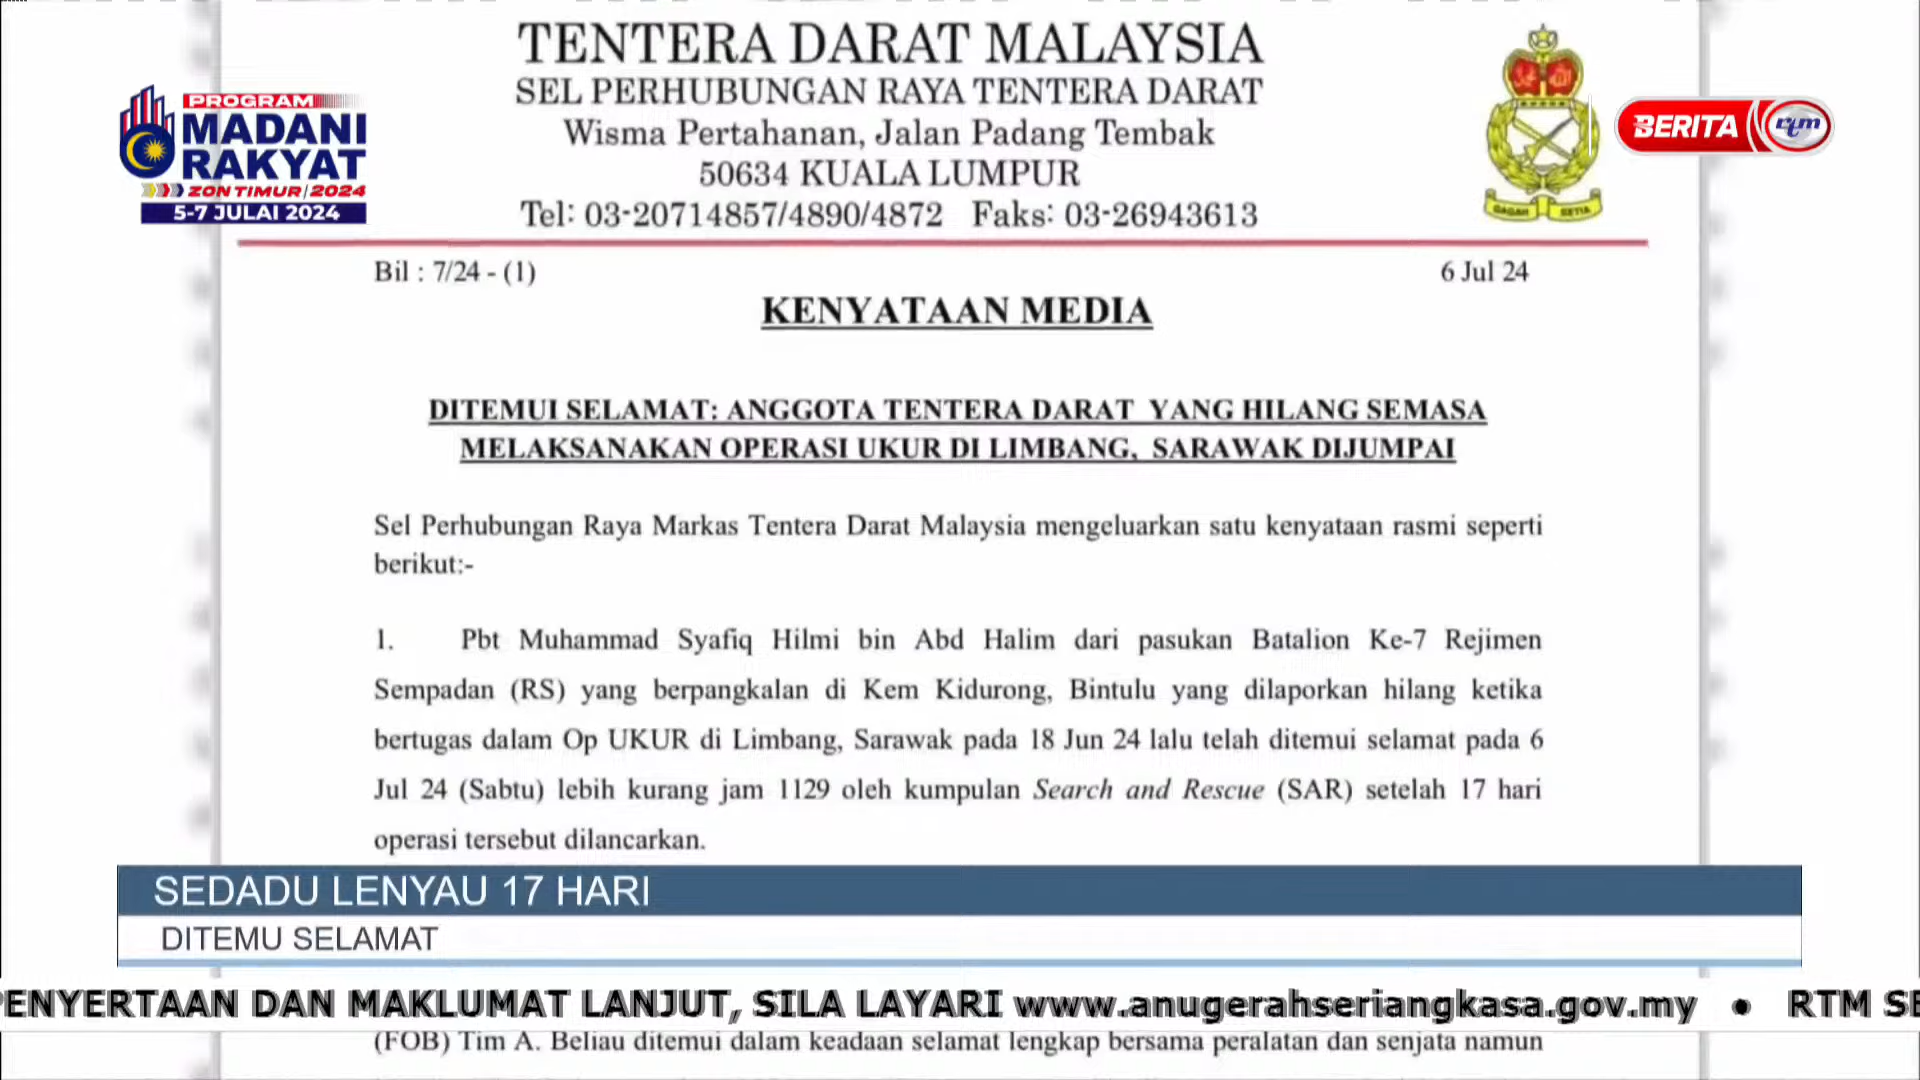 TENTERA DARAT MALAYSIA
SEL PERHUBUNGAN RAYA TENTERA DARAT
Wisma Pertahanan, Jalan Padang Tembak
50634 KUALA LUMPUR
Tel: 03-20714857/4890/4872 Faks: 03-26943613
PROGRAM
MADANI
RAKYAT
ZON TIMUR/2024
5-7 JULAI 2024
GAGAH SETIA
BERITA rtm
Bil : 7/24 - (1) 6 Jul 24
KENYATAAN MEDIA
DITEMUI SELAMAT: ANGGOTA TENTERA DARAT YANG HILANG SEMASA
MELAKSANAKAN OPERASI UKUR DI LIMBANG, SARAWAK DIJUMPAI
Sel Perhubungan Raya Markas Tentera Darat Malaysia mengeluarkan satu kenyataan rasmi seperti
berikut:-
1. Pbt Muhammad Syafiq Hilmi bin Abd Halim dari pasukan Batalion Ke-7 Rejimen
Sempadan (RS) yang berpangkalan di Kem Kidurong, Bintulu yang dilaporkan hilang ketika
bertugas dalam Op UKUR di Limbang, Sarawak pada 18 Jun 24 lalu telah ditemui selamat pada 6
Jul 24 (Sabtu) lebih kurang jam 1129 oleh kumpulan Search and Rescue (SAR) setelah 17 hari
operasi tersebut dilancarkan.
SEDADU LENYAU 17 HARI
DITEMU SELAMAT
PENYERTAAN DAN MAKLUMAT LANJUT, SILA LAYARI www.anugerahseriangkasa.gov.my • RTM SE
(FOB) Tim A. Beliau ditemui dalam keadaan selamat lengkap bersama peralatan dan senjata namun